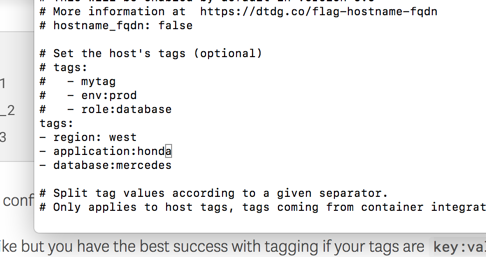 # More information at  https://dtdg.co/flag-hostname-fqdn
# hostname_fqdn: false
# Set the host's tags (optional)
# tags:
#   - mytag
#   - env:prod
#   - role:database
tags:
- region: west
- application:honda
- database:mercedes
# Split tag values according to a given separator.
# Only applies to host tags, tags coming from container integrat
1
_2
3
conf
ke but you have the best success with tagging if your tags are key:va